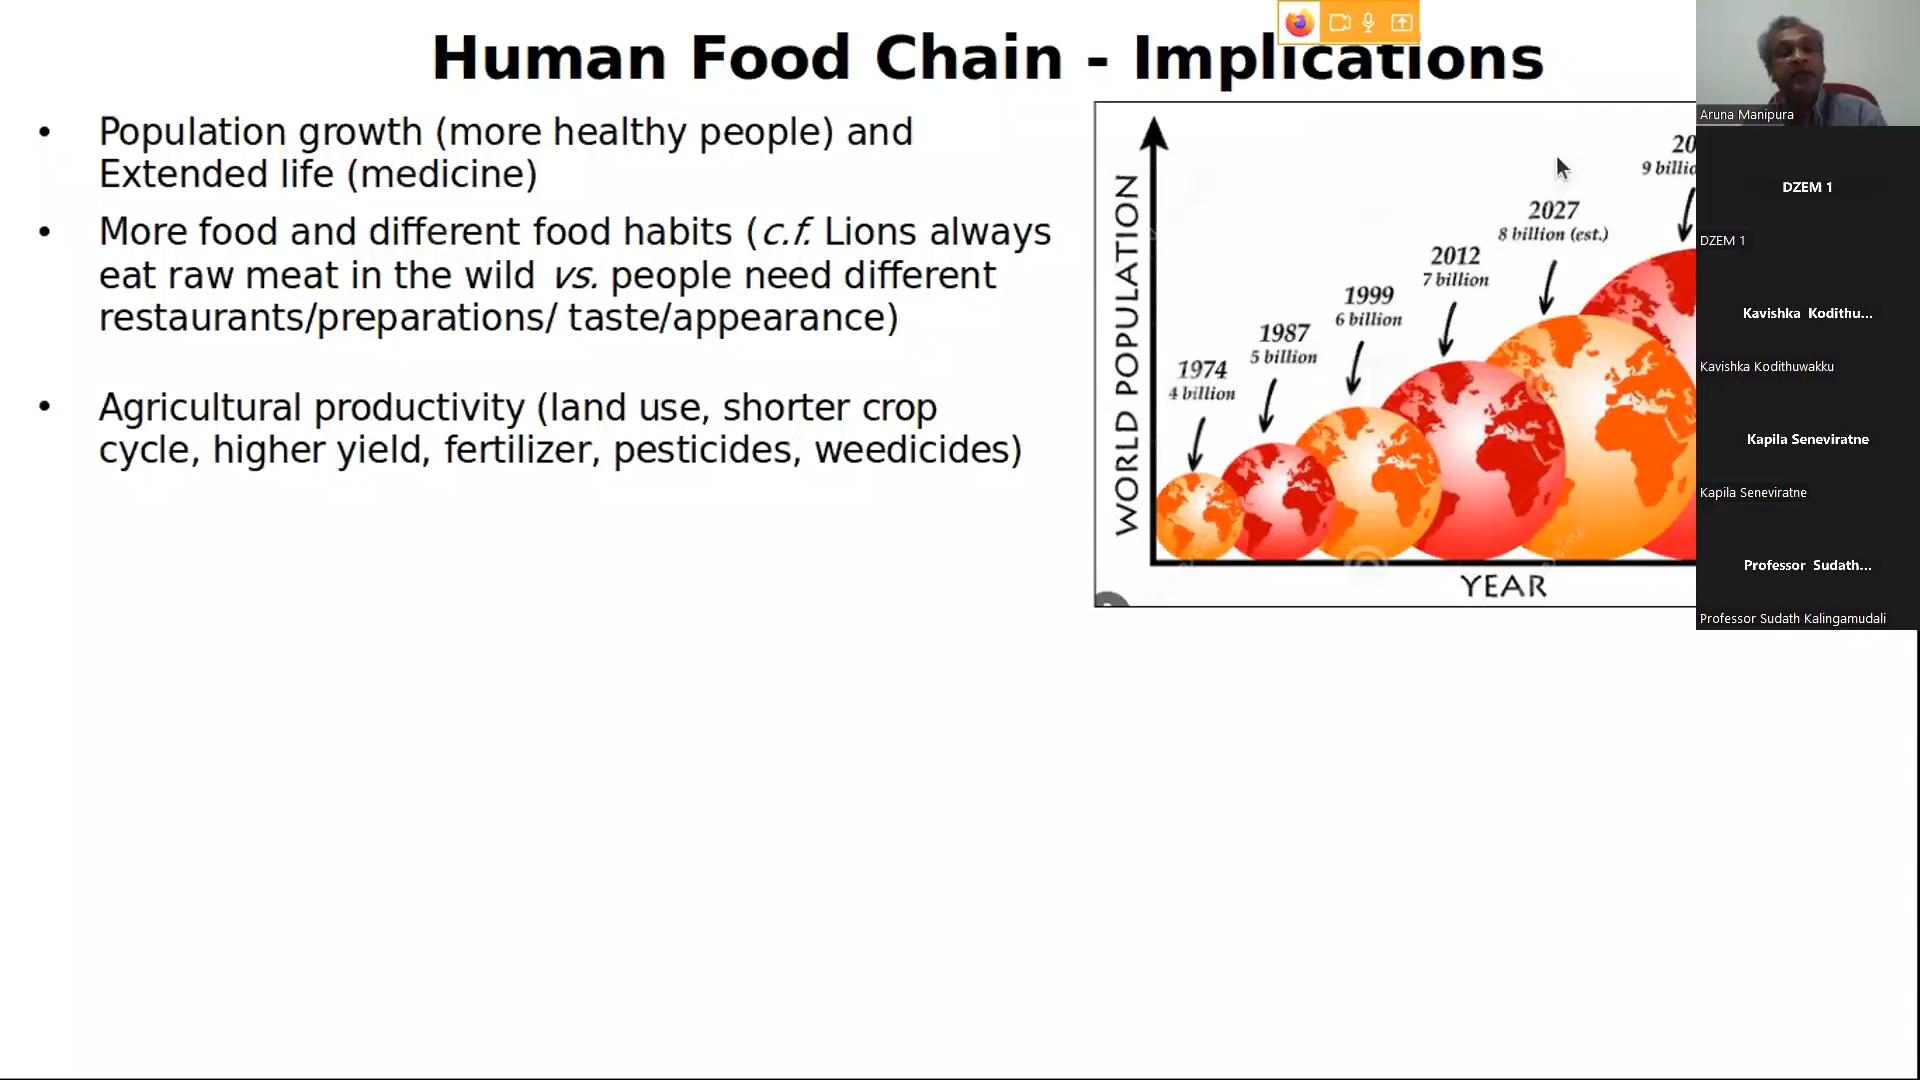 Human Food Chain - Implications
• Population growth (more healthy people) and
Extended life (medicine)
• More food and different food habits (c.f. Lions always
eat raw meat in the wild vs. people need different
restaurants/preparations/ taste/appearance)
• Agricultural productivity (land use, shorter crop
cycle, higher yield, fertilizer, pesticides, weedicides)
WORLD POPULATION
1974
4 billion
1987
5 billion
1999
6 billion
2012
7 billion
2027
8 billion (est.)
YEAR
Aruna Manipura
DZEM 1
DZEM 1
Kavishka Kodithu...
Kavishka Kodithuwakku
Kapila Seneviratne
Kapila Seneviratne
Professor Sudath...
Professor Sudath Kalingamudali